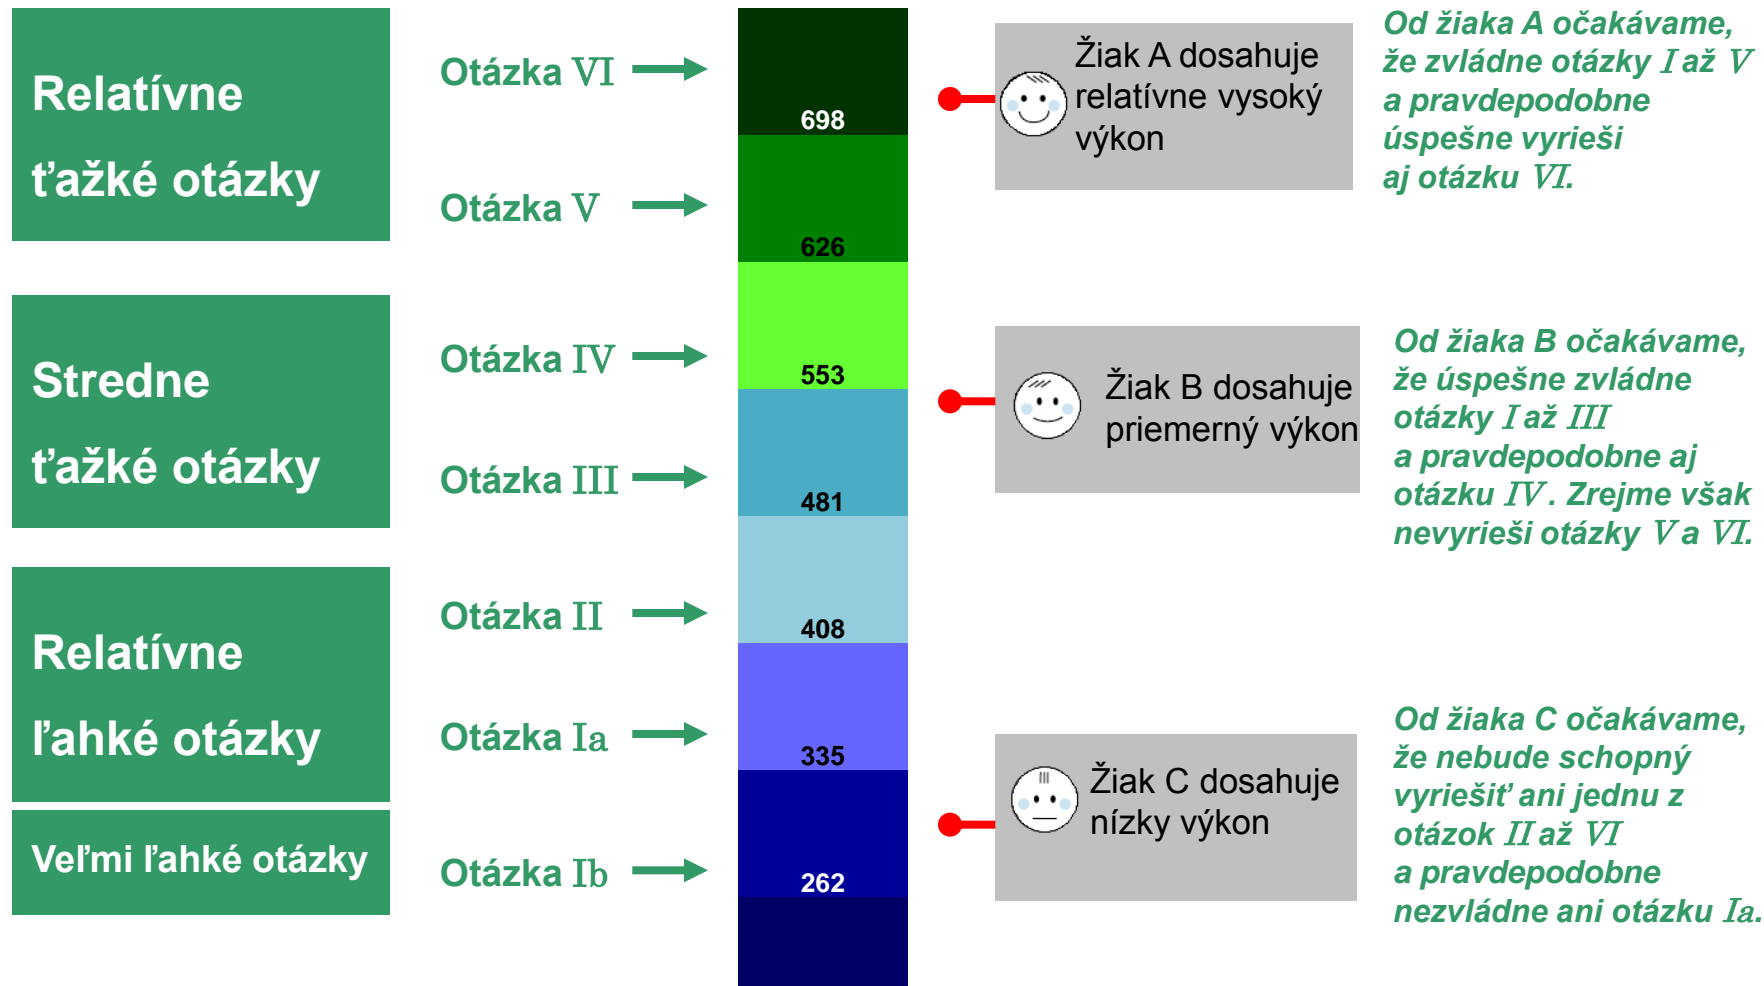 Relatívne
ťažké otázky
Stredne
ťažké otázky
Relatívne
ľahké otázky
Veľmi ľahké otázky
Otázka VI
Otázka V
Otázka IV
Otázka III
Otázka II
Otázka Ia
Otázka Ib
698
626
553
481
408
335
262
Žiak A dosahuje
relatívne vysoký
výkon
Žiak B dosahuje
priemerný výkon
Žiak C dosahuje
nízky výkon
Od žiaka A očakávame,
že zvládne otázky I až V
a pravdepodobne
úspešne vyrieši
aj otázku VI.
Od žiaka B očakávame,
že úspešne zvládne
otázky I až III
a pravdepodobne aj
otázku IV . Zrejme však
nevyrieši otázky V a VI.
Od žiaka C očakávame,
že nebude schopný
vyriešiť ani jednu z
otázok II až VI
a pravdepodobne
nezvládne ani otázku Ia.